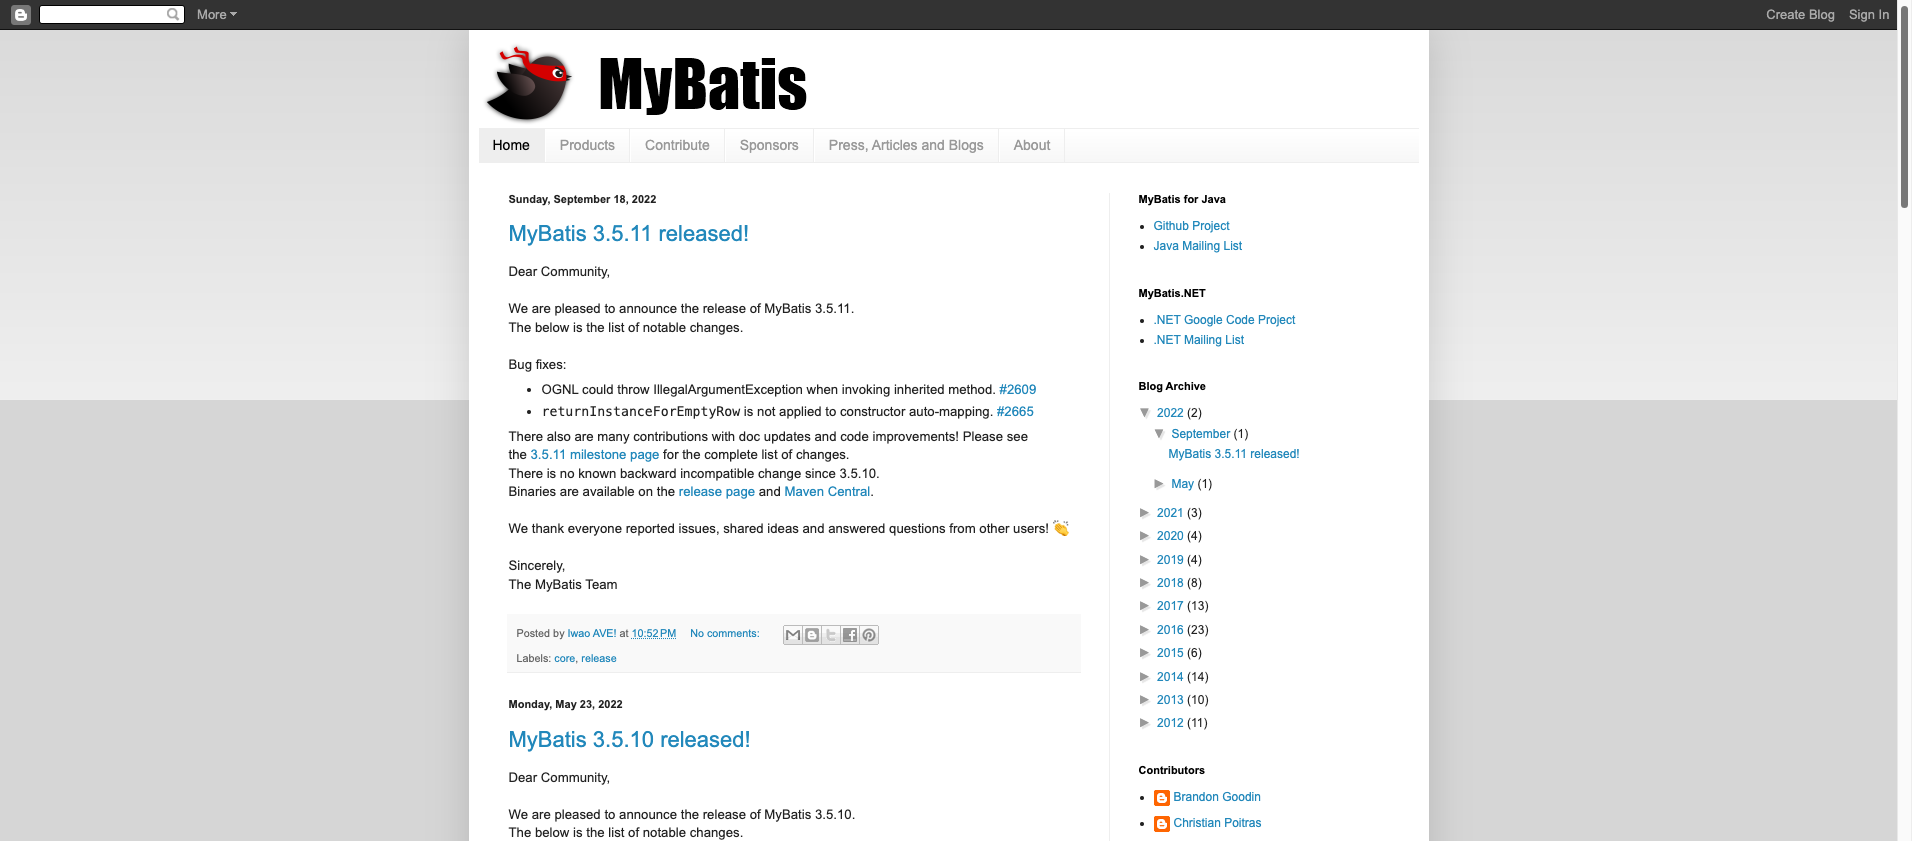 More
Create Blog Sign In
MyBatis
Home Products Contribute Sponsors Press, Articles and Blogs About
Sunday, September 18, 2022
MyBatis 3.5.11 released!
Dear Community,
We are pleased to announce the release of MyBatis 3.5.11.
The below is the list of notable changes.
Bug fixes:
OGNL could throw IllegalArgumentException when invoking inherited method. #2609
returnInstanceForEmptyRow is not applied to constructor auto-mapping. #2665
There also are many contributions with doc updates and code improvements! Please see
the 3.5.11 milestone page for the complete list of changes.
There is no known backward incompatible change since 3.5.10.
Binaries are available on the release page and Maven Central.
We thank everyone reported issues, shared ideas and answered questions from other users! 👏
Sincerely,
The MyBatis Team
Posted by Iwao AVE! at 10:52 PM No comments:
Labels: core, release
Monday, May 23, 2022
MyBatis 3.5.10 released!
Dear Community,
We are pleased to announce the release of MyBatis 3.5.10.
The below is the list of notable changes.
MyBatis for Java
Github Project
Java Mailing List
MyBatis.NET
.NET Google Code Project
.NET Mailing List
Blog Archive
▼ 2022 (2)
▼ September (1)
MyBatis 3.5.11 released!
► May (1)
► 2021 (3)
► 2020 (4)
► 2019 (4)
► 2018 (8)
► 2017 (13)
► 2016 (23)
► 2015 (6)
► 2014 (14)
► 2013 (10)
► 2012 (11)
Contributors
Brandon Goodin
Christian Poitras